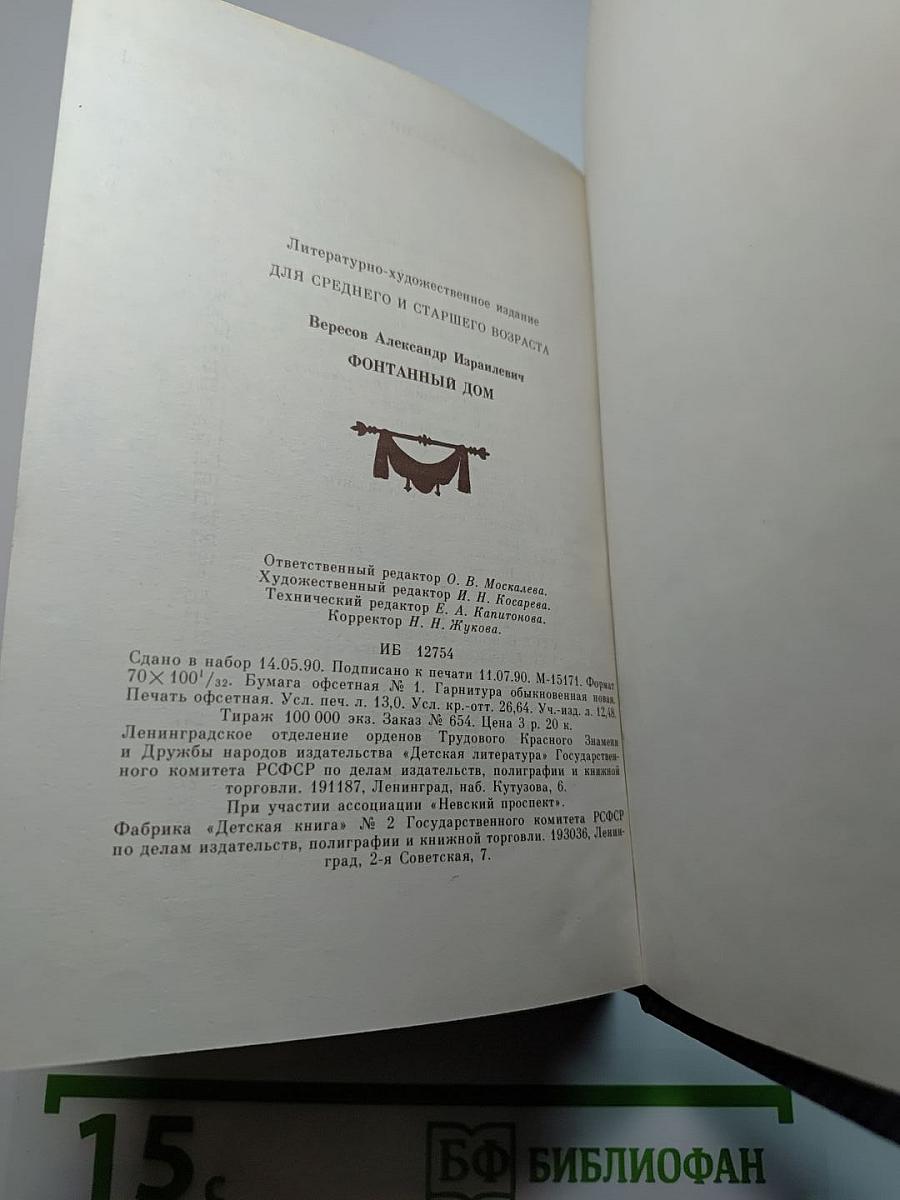 Литературно-художественное издание
ДЛЯ СРЕДНЕГО И СТАРШЕГО ВОЗРАСТА
Вересов Александр Израилевич
ФОНТАННЫЙ ДОМ
Ответственный редактор О. В. Москалева.
Художественный редактор И. Н. Косарева.
Технический редактор Е. А. Капитонова.
Корректор Н. Н. Жукова.
ИБ 12754
Сдано в набор 14.05.90. Подписано к печати 11.07.90. М-15171. Формат
70×100¹/₃₂. Бумага офсетная № 1. Гарнитура обыкновенная новая.
Печать офсетная. Усл. печ. л. 13,0. Усл. кр.-отт. 26,64. Уч.-изд. л. 12,48.
Тираж 100 000 экз. Заказ № 654. Цена 3 р. 20 к.
Ленинградское отделение орденов Трудового Красного Знамени
и Дружбы народов издательства «Детская литература» Государствен-
ного комитета РСФСР по делам издательств, полиграфии и книжной
торговли. 191187, Ленинград, наб. Кутузова, 6.
При участии ассоциации «Невский проспект».
Фабрика «Детская книга» № 2 Государственного комитета РСФСР
по делам издательств, полиграфии и книжной торговли. 193036, Ленин-
град, 2-я Советская, 7.
15 с
БФ БИБЛИОФАН